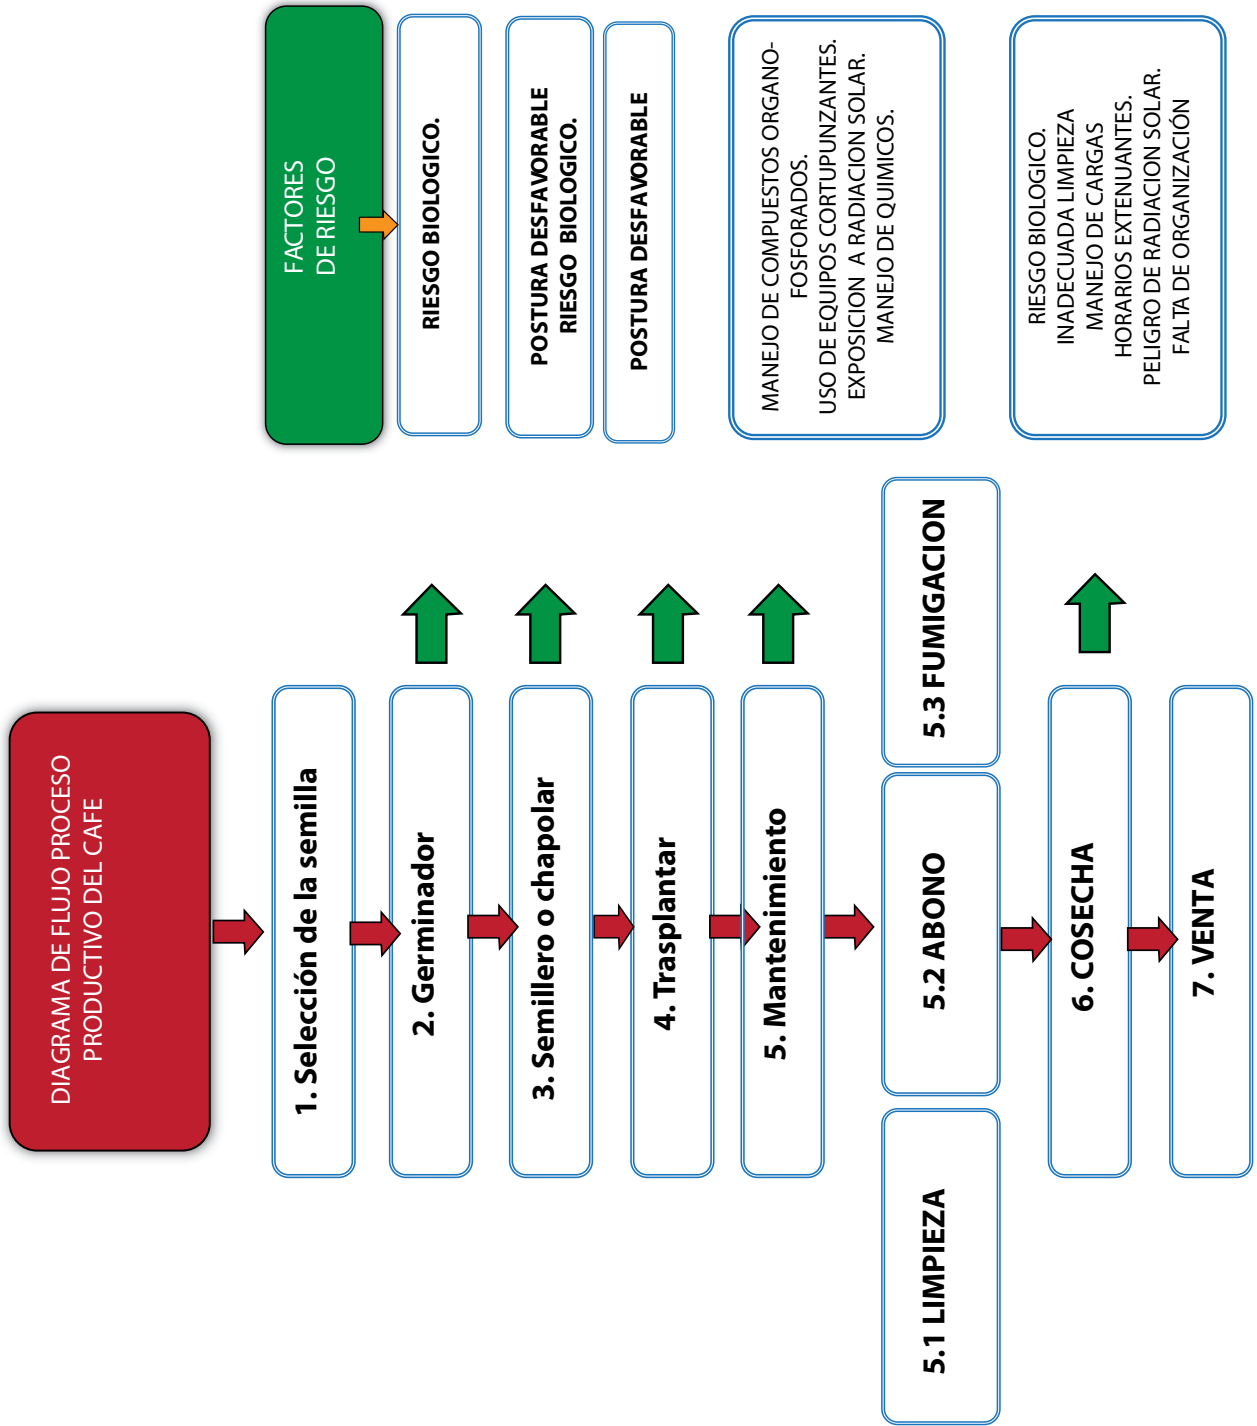 DIAGRAMA DE FLUJO PROCESO
PRODUCTIVO DEL CAFE
1. Selección de la semilla
2. Germinador
3. Semillero o chapolar
4. Trasplantar
5. Mantenimiento
5.1 LIMPIEZA
5.2 ABONO
5.3 FUMIGACION
6. COSECHA
7. VENTA
FACTORES
DE RIESGO
RIESGO BIOLOGICO.
POSTURA DESFAVORABLE
RIESGO BIOLOGICO.
POSTURA DESFAVORABLE
MANEJO DE COMPUESTOS ORGANO-
FOSFORADOS.
USO DE EQUIPOS CORTUPUNZANTES.
EXPOSICION A RADIACION SOLAR.
MANEJO DE QUIMICOS.
RIESGO BIOLOGICO.
INADECUADA LIMPIEZA
MANEJO DE CARGAS
HORARIOS EXTENUANTES.
PELIGRO DE RADIACION SOLAR.
FALTA DE ORGANIZACIÓN